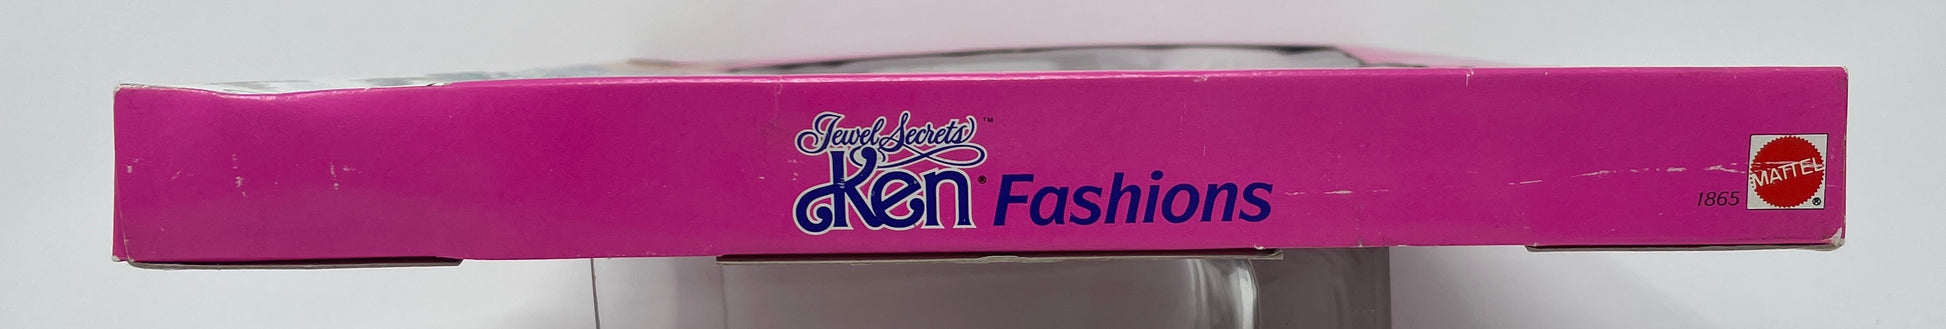 Jewel Secrets™
Ken® Fashions
1865
MATTEL®